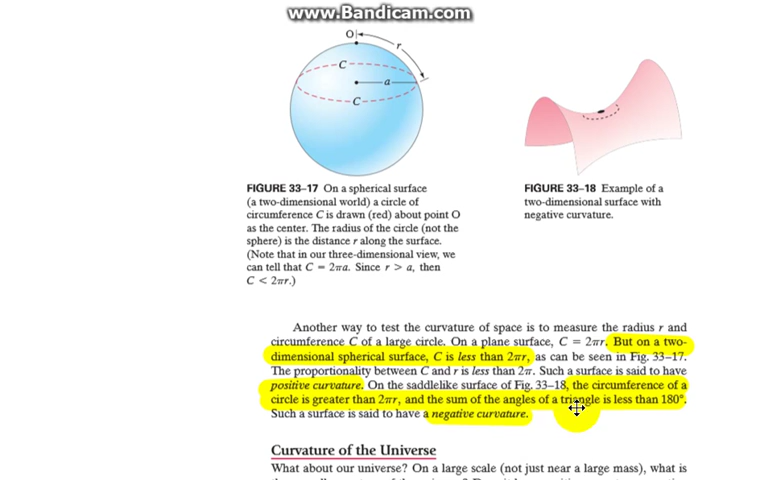 www.Bandicam.com
O
r
C
a
C
FIGURE 33–17 On a spherical surface
(a two-dimensional world) a circle of
circumference C is drawn (red) about point O
as the center. The radius of the circle (not the
sphere) is the distance r along the surface.
(Note that in our three-dimensional view, we
can tell that C = 2πa. Since r > a, then
C < 2πr.)
FIGURE 33–18 Example of a
two-dimensional surface with
negative curvature.
Another way to test the curvature of space is to measure the radius r and
circumference C of a large circle. On a plane surface, C = 2πr. But on a two-
dimensional spherical surface, C is less than 2πr, as can be seen in Fig. 33–17.
The proportionality between C and r is less than 2π. Such a surface is said to have
positive curvature. On the saddlelike surface of Fig. 33–18, the circumference of a
circle is greater than 2πr, and the sum of the angles of a triangle is less than 180°.
Such a surface is said to have a negative curvature.
Curvature of the Universe
What about our universe? On a large scale (not just near a large mass), what is